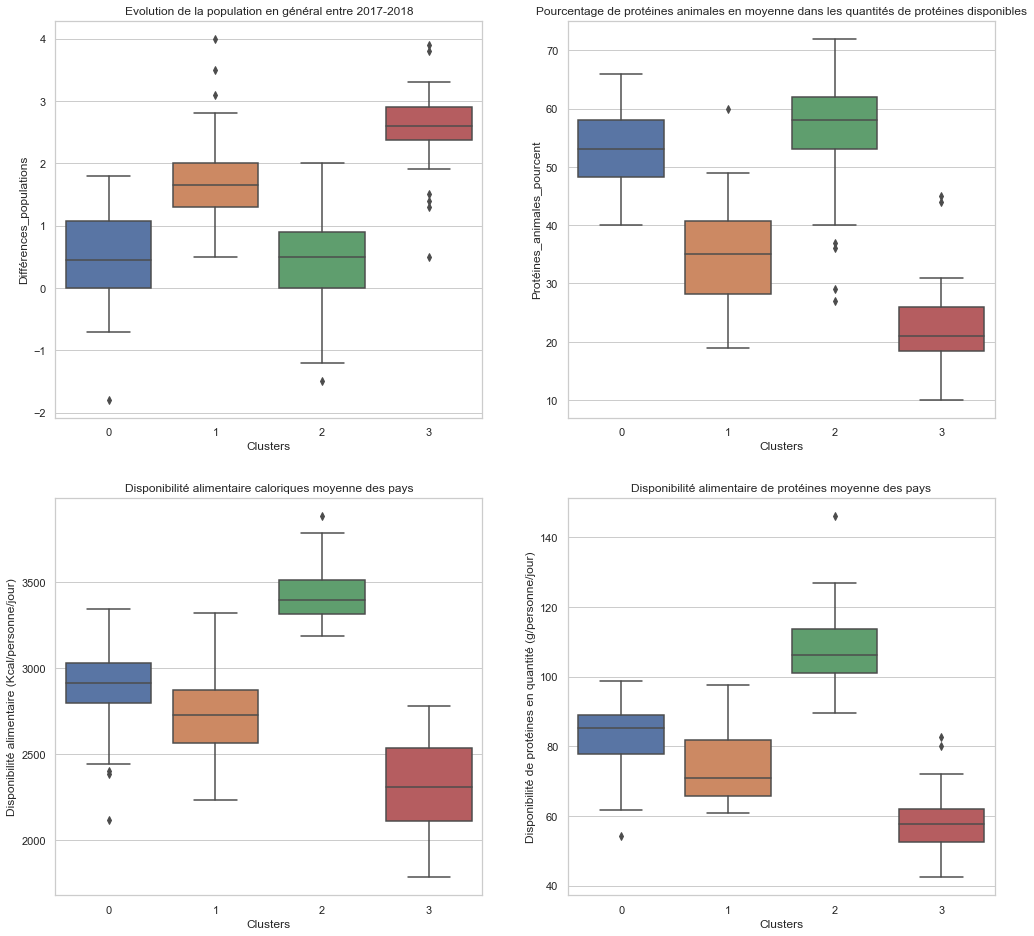 Evolution de la population en général entre 2017-2018
Différences_populations
4
3
2
1
0
−1
−2
0 1 2 3
Clusters
Pourcentage de protéines animales en moyenne dans les quantités de protéines disponibles
Protéines_animales_pourcent
70
60
50
40
30
20
10
0 1 2 3
Clusters
Disponibilité alimentaire caloriques moyenne des pays
Disponibilité alimentaire (Kcal/personne/jour)
3500
3000
2500
2000
0 1 2 3
Clusters
Disponibilité alimentaire de protéines moyenne des pays
Disponibilité de protéines en quantité (g/personne/jour)
140
120
100
80
60
40
0 1 2 3
Clusters